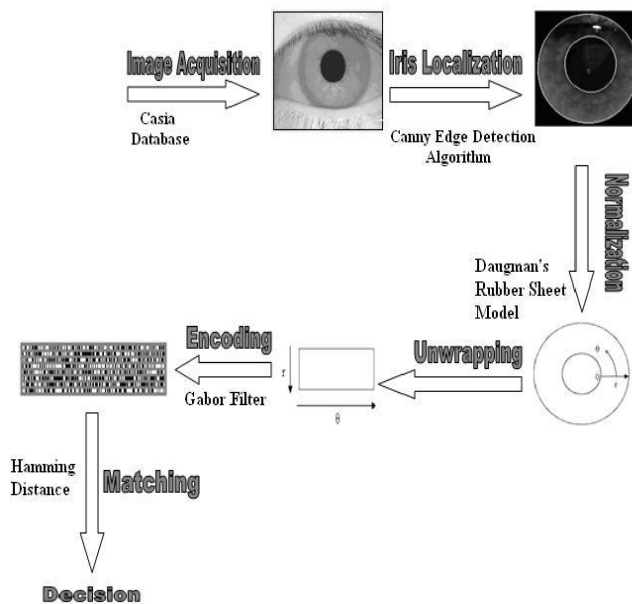 Image Acquisition
Casia
Database
Iris Localization
Canny Edge Detection
Algorithm
Normalization
Daugman's
Rubber Sheet
Model
θ
0
r
Unwrapping
r
θ
Encoding
Gabor Filter
Hamming
Distance
Matching
Decision